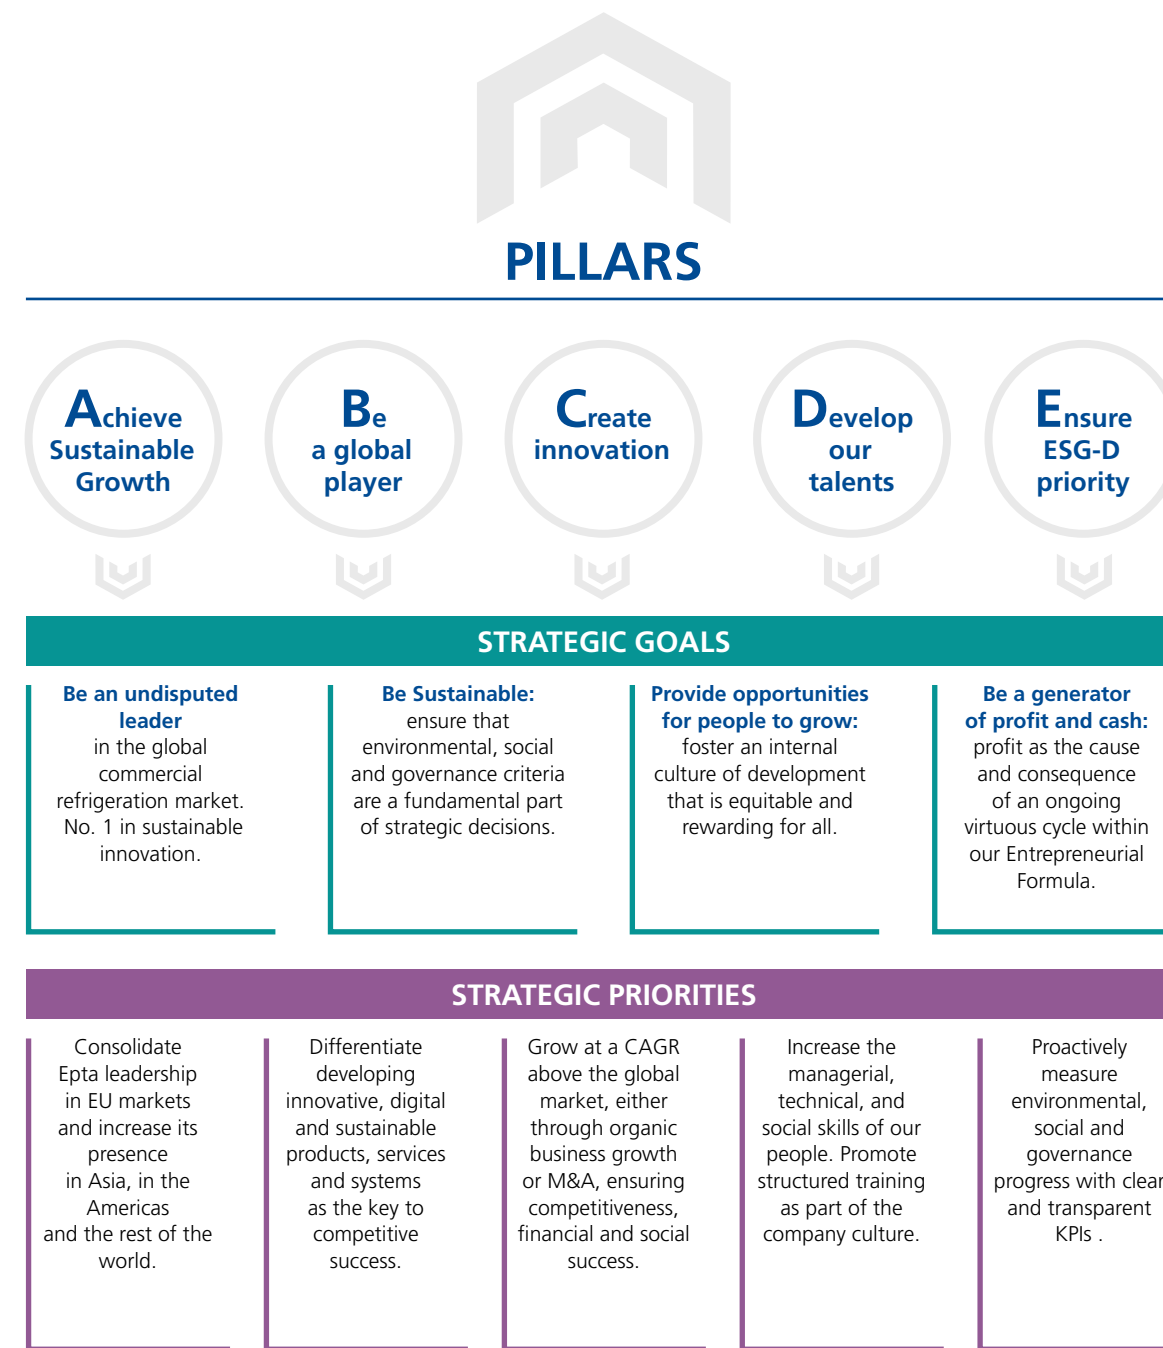 PILLARS
Achieve
Sustainable
Growth
Be
a global
player
Create
innovation
Develop
our
talents
Ensure
ESG-D
priority
STRATEGIC GOALS
Be an undisputed
leader
in the global
commercial
refrigeration market.
No. 1 in sustainable
innovation.
Be Sustainable:
ensure that
environmental, social
and governance criteria
are a fundamental part
of strategic decisions.
Provide opportunities
for people to grow:
foster an internal
culture of development
that is equitable and
rewarding for all.
Be a generator
of profit and cash:
profit as the cause
and consequence
of an ongoing
virtuous cycle within
our Entrepreneurial
Formula.
STRATEGIC PRIORITIES
Consolidate
Epta leadership
in EU markets
and increase its
presence
in Asia, in the
Americas
and the rest of the
world.
Differentiate
developing
innovative, digital
and sustainable
products, services
and systems
as the key to
competitive
success.
Grow at a CAGR
above the global
market, either
through organic
business growth
or M&A, ensuring
competitiveness,
financial and social
success.
Increase the
managerial,
technical, and
social skills of our
people. Promote
structured training
as part of the
company culture.
Proactively
measure
environmental,
social and
governance
progress with clear
and transparent
KPIs .